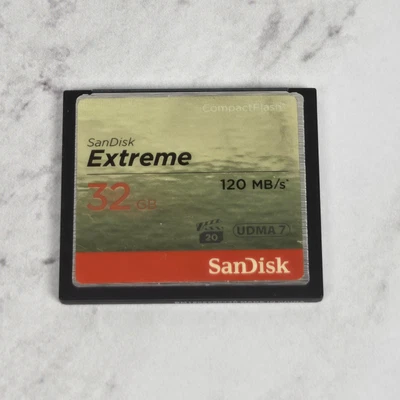 CompactFlash®
SanDisk
Extreme
32 GB
120 MB/s*
20
UDMA 7
SanDisk